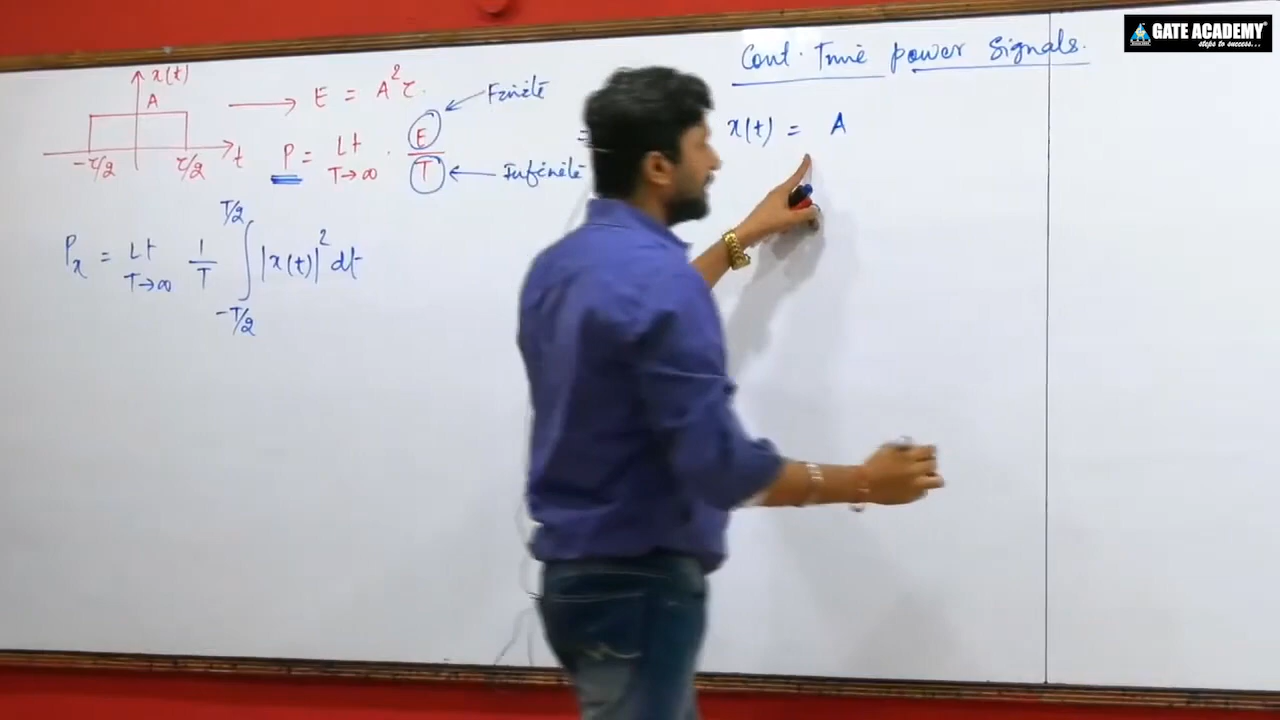 GATE ACADEMY
steps to success...
Cont. Time power Signals.
x(t)
A
-τ/2
τ/2
t
E = A²τ.
Finite
P = Lt T→∞ . E/T
Infinite
=
x(t) = A
Px = Lt T→∞ 1/T ∫ T/2 -T/2 |x(t)|² dt